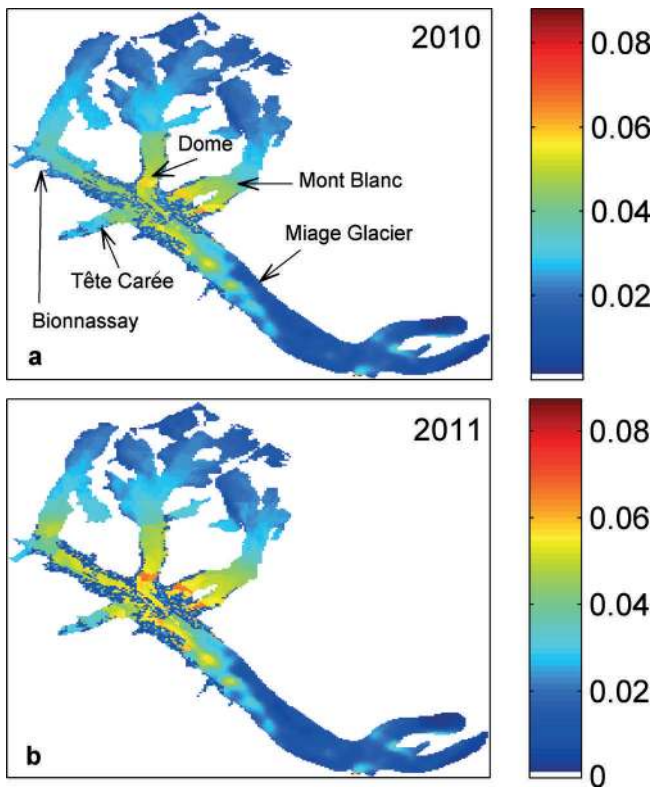 2010
0.08
Dome
0.06
Mont Blanc
Miage Glacier
0.04
Tête Carée
0.02
Bionnassay
a
2011
0.08
0.06
0.04
0.02
b
0